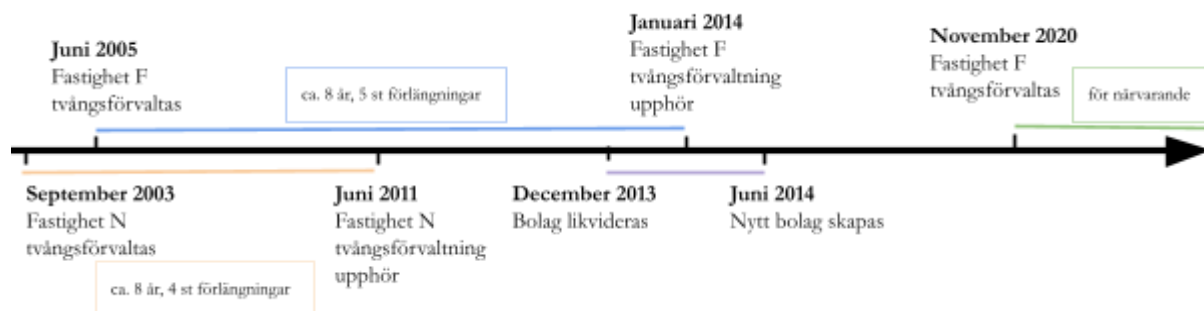 Juni 2005
Fastighet F
tvångsförvaltas
ca. 8 år, 5 st förlängningar
Januari 2014
Fastighet F
tvångsförvaltning
upphör
November 2020
Fastighet F
tvångsförvaltas
för närvarande
September 2003
Fastighet N
tvångsförvaltas
ca. 8 år, 4 st förlängningar
Juni 2011
Fastighet N
tvångsförvaltning
upphör
December 2013
Bolag likvideras
Juni 2014
Nytt bolag skapas